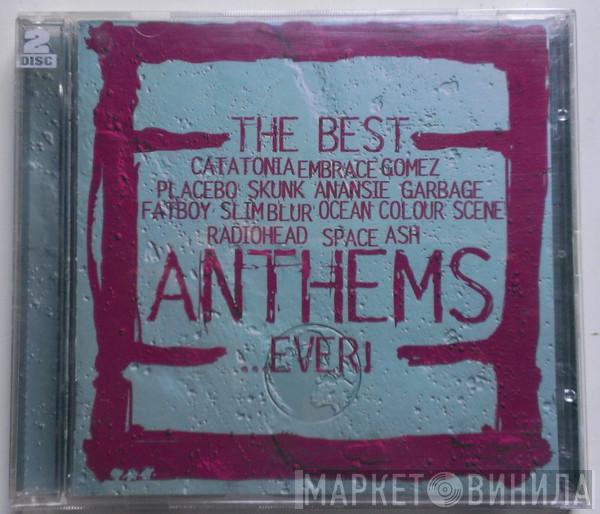 2
DISC
THE BEST
CATATONIA EMBRACE GOMEZ
PLACEBO SKUNK ANANSIE GARBAGE
FATBOY SLIM BLUR OCEAN COLOUR SCENE
RADIOHEAD SPACE ASH
ANTHEMS
...EVER!
МАРКЕТ ВИНИЛА